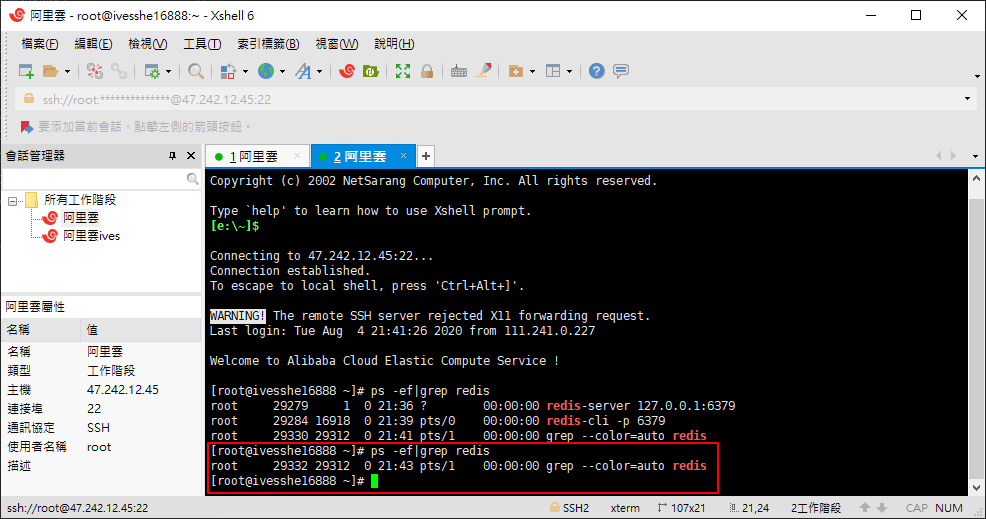 阿里雲 - root@ivesshe16888:~ - Xshell 6
檔案(F) 編輯(E) 檢視(V) 工具(T) 索引標籤(B) 視窗(W) 說明(H)
ssh://root:**************@47.242.12.45:22
要添加當前會話，點擊左側的箭頭按鈕。
會話管理器
1 阿里雲
2 阿里雲
所有工作階段
阿里雲
阿里雲ives
阿里雲屬性
名稱 值
名稱 阿里雲
類型 工作階段
主機 47.242.12.45
連接埠 22
通訊協定 SSH
使用者名稱 root
描述
Copyright (c) 2002 NetSarang Computer, Inc. All rights reserved.
Type `help' to learn how to use Xshell prompt.
[e:\~]$
Connecting to 47.242.12.45:22...
Connection established.
To escape to local shell, press 'Ctrl+Alt+]'.
WARNING! The remote SSH server rejected X11 forwarding request.
Last login: Tue Aug  4 21:41:26 2020 from 111.241.0.227
Welcome to Alibaba Cloud Elastic Compute Service !
[root@ivesshe16888 ~]# ps -ef|grep redis
root     29279     1  0 21:36 ?        00:00:00 redis-server 127.0.0.1:6379
root     29284 16918  0 21:39 pts/0    00:00:00 redis-cli -p 6379
root     29330 29312  0 21:41 pts/1    00:00:00 grep --color=auto redis
[root@ivesshe16888 ~]# ps -ef|grep redis
root     29332 29312  0 21:43 pts/1    00:00:00 grep --color=auto redis
[root@ivesshe16888 ~]#
ssh://root@47.242.12.45:22 SSH2 xterm 107x21 21,24 2工作階段 CAP NUM